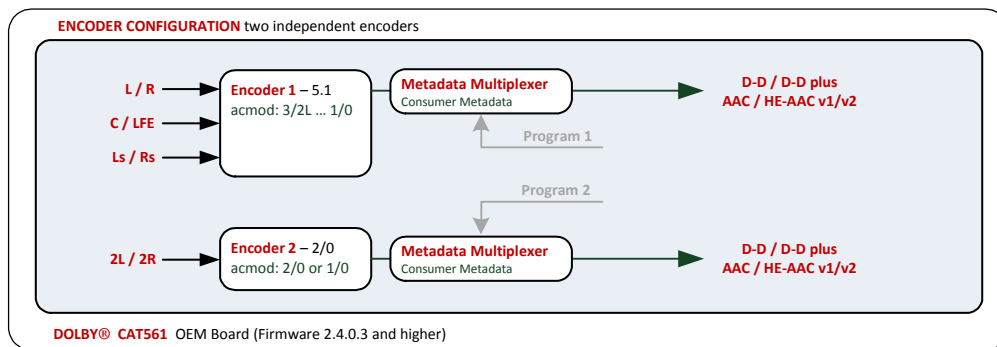 ENCODER CONFIGURATION two independent encoders
L / R
C / LFE
Ls / Rs
Encoder 1 – 5.1
acmod: 3/2L ... 1/0
Metadata Multiplexer
Consumer Metadata
D-D / D-D plus
AAC / HE-AAC v1/v2
Program 1
Program 2
2L / 2R
Encoder 2 – 2/0
acmod: 2/0 or 1/0
Metadata Multiplexer
Consumer Metadata
D-D / D-D plus
AAC / HE-AAC v1/v2
DOLBY® CAT561 OEM Board (Firmware 2.4.0.3 and higher)